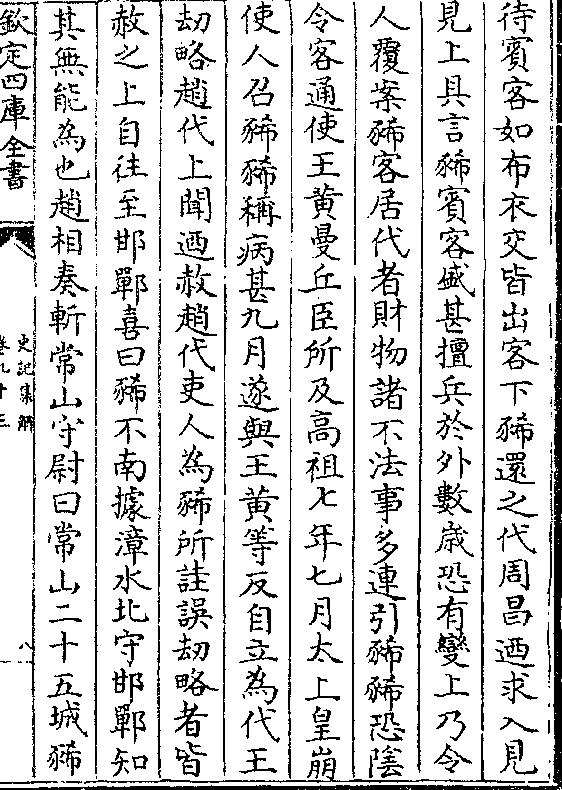 待賔客如布衣交皆出客下豨還之代周昌迺求入見
見上具言豨賔客盛甚擅兵於外數歲恐有變上乃令
人覆案豨客居代者財物諸不法事多連引豨豨恐隂
令客通使王黄曼丘臣所及高祖七年七月太上皇崩
使人召豨豨稱病甚九月遂與王黄等反自立為代王
刼略趙代上聞迺赦趙代吏人為豨所詿誤刼略者皆
赦之上自往至邯鄲喜曰豨不南據漳水北守邯鄲知
其無能為也趙相奏斬常山守尉曰常山二十五城豨
欽定四庫全書
史記集解
卷九十三
八